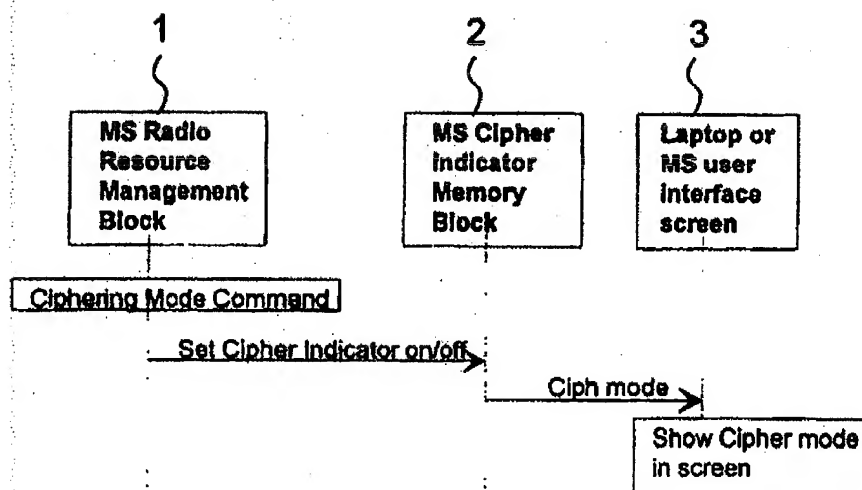 1
2
3
MS Radio
Resource
Management
Block
MS Cipher
Indicator
Memory
Block
Laptop or
MS user
interface
screen
Ciphering Mode Command
Set Cipher Indicator on/off
Ciph mode
Show Cipher mode
in screen